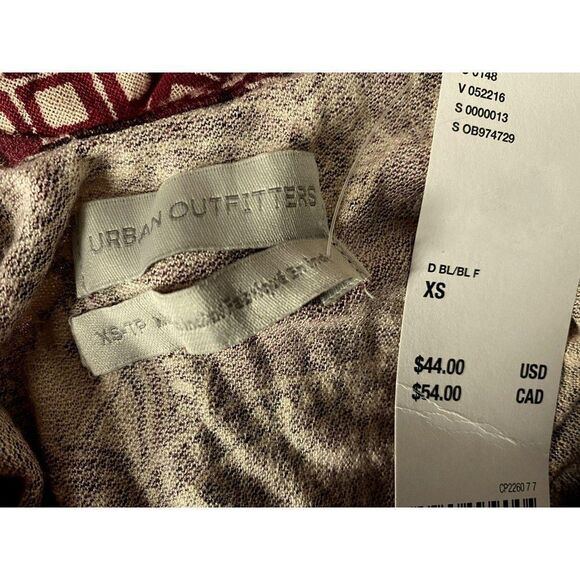 URBAN OUTFITTERS
XS-TP
0148
V 052216
S 0000013
S OB974729
D BL/BL F
XS
$44.00 USD
$54.00 CAD
CP2260 7 7